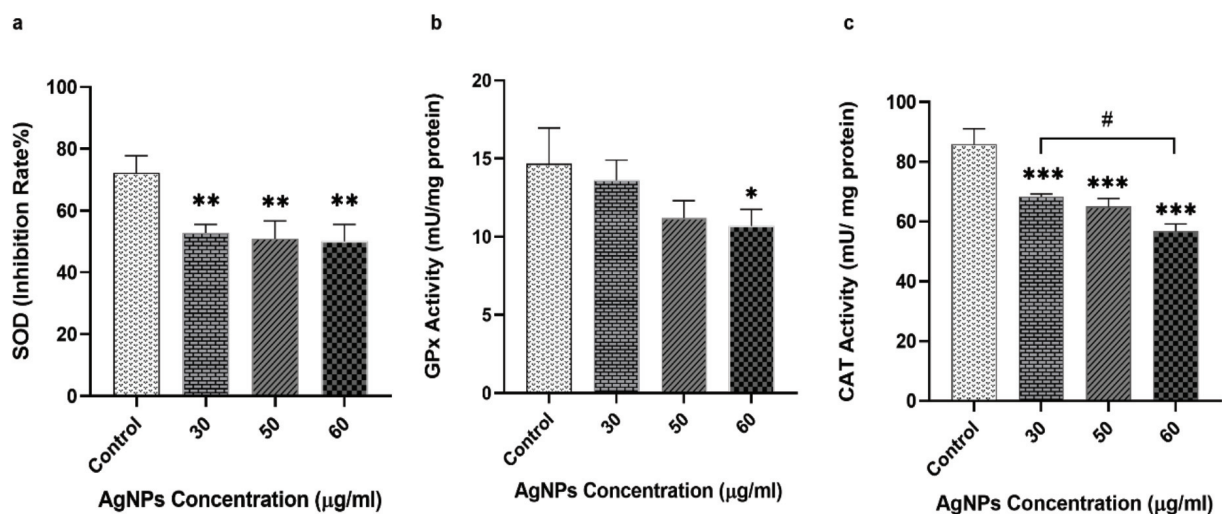 a
SOD (Inhibition Rate%)
100
80
60
40
20
0
**
**
**
Control
30
50
60
AgNPs Concentration (μg/ml)
b
GPx Activity (mU/mg protein)
20
15
10
5
0
*
Control
30
50
60
AgNPs Concentration (μg/ml)
c
CAT Activity (mU/ mg protein)
100
80
60
40
20
0
#
***
***
***
Control
30
50
60
AgNPs Concentration (μg/ml)